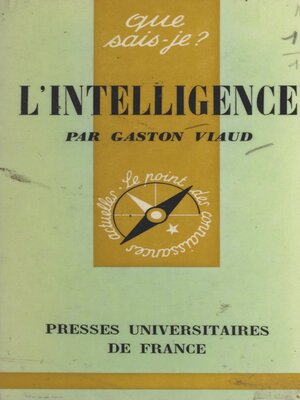 que
sais-je?
L'INTELLIGENCE
PAR GASTON VIAUD
Le point des connaissances actuelles
PRESSES UNIVERSITAIRES
DE FRANCE